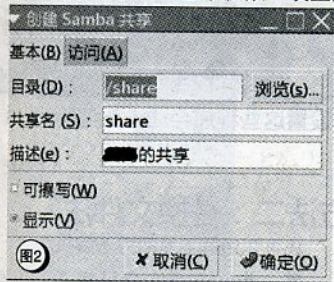 创建 Samba 共享
基本(B) 访问(A)
目录(D)： /share 浏览(s)...
共享名 (S)： share
描述(e)： 的共享
可擦写(W)
显示(V)
图2 取消(C) 确定(O)